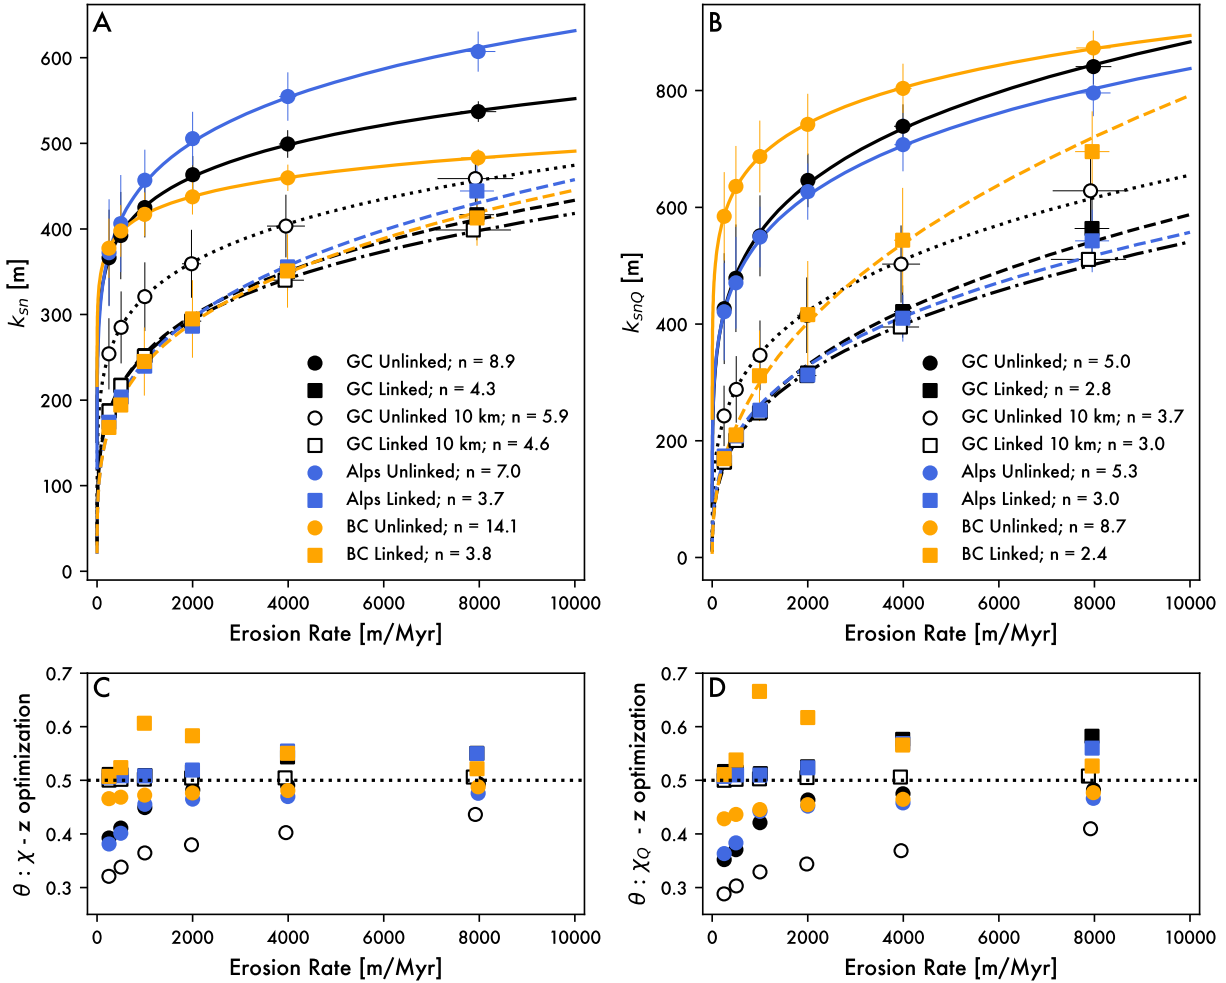 A
600
500
400
300
200
100
0
k_sn [m]
GC Unlinked; n = 8.9
GC Linked; n = 4.3
GC Unlinked 10 km; n = 5.9
GC Linked 10 km; n = 4.6
Alps Unlinked; n = 7.0
Alps Linked; n = 3.7
BC Unlinked; n = 14.1
BC Linked; n = 3.8
0 2000 4000 6000 8000 10000
Erosion Rate [m/Myr]
B
800
600
400
200
0
k_snQ [m]
GC Unlinked; n = 5.0
GC Linked; n = 2.8
GC Unlinked 10 km; n = 3.7
GC Linked 10 km; n = 3.0
Alps Unlinked; n = 5.3
Alps Linked; n = 3.0
BC Unlinked; n = 8.7
BC Linked; n = 2.4
0 2000 4000 6000 8000 10000
Erosion Rate [m/Myr]
C
0.7
0.6
0.5
0.4
0.3
θ : χ - z optimization
0 2000 4000 6000 8000 10000
Erosion Rate [m/Myr]
D
0.7
0.6
0.5
0.4
0.3
θ : χ_Q - z optimization
0 2000 4000 6000 8000 10000
Erosion Rate [m/Myr]